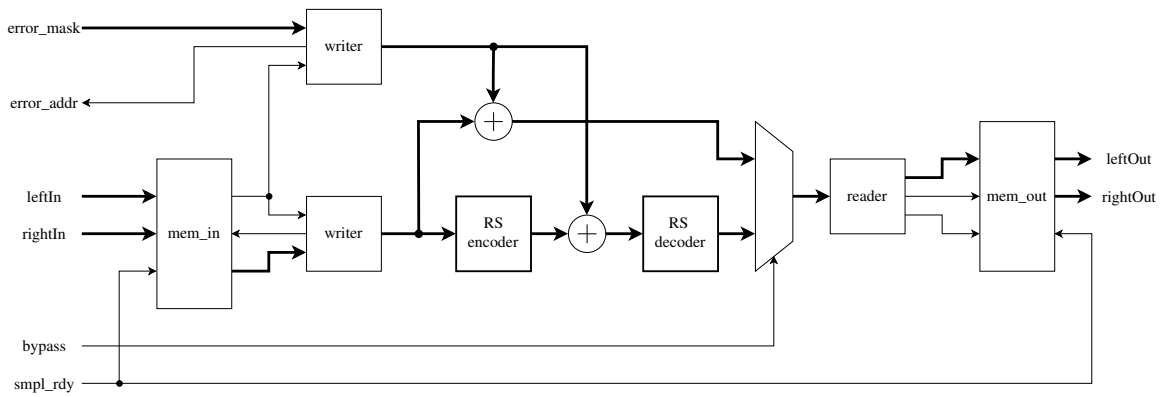 error_mask
writer
error_addr
leftIn
rightIn
mem_in
writer
RS
encoder
RS
decoder
reader
mem_out
leftOut
rightOut
bypass
smpl_rdy